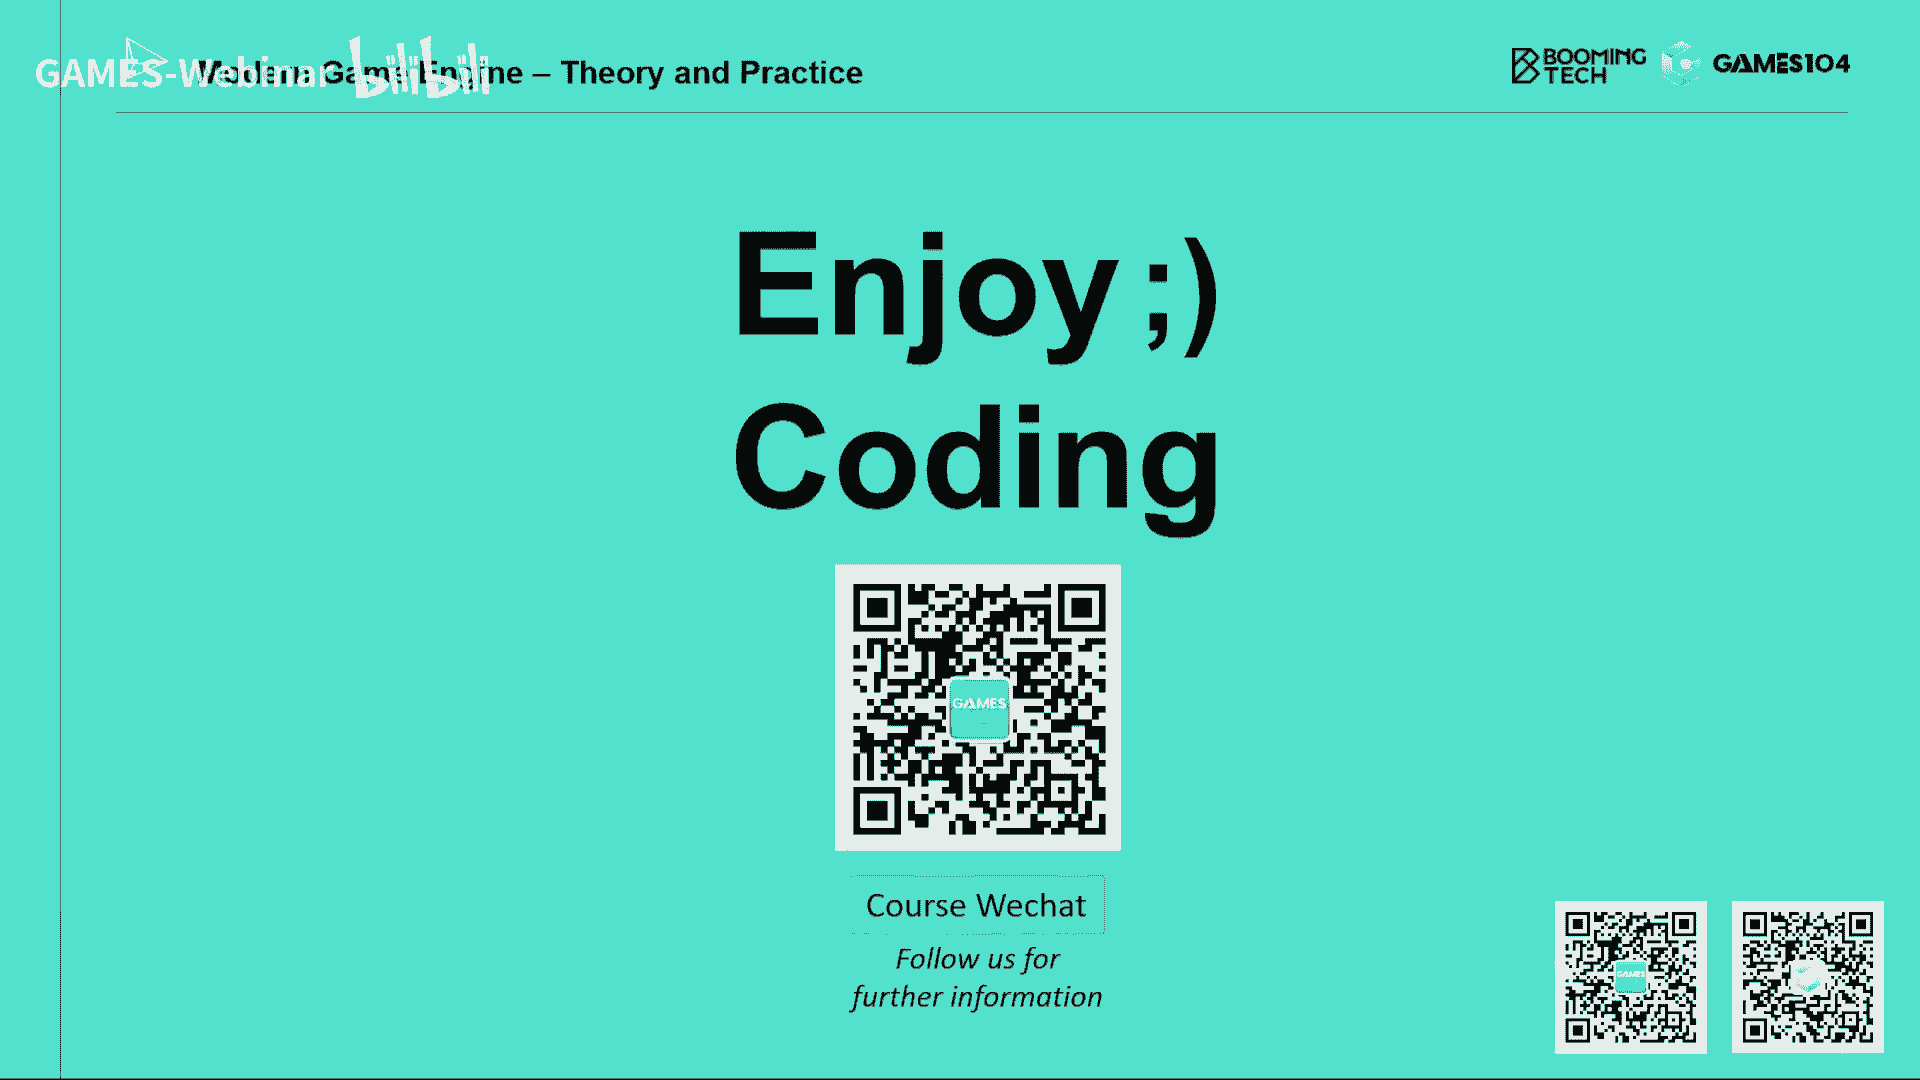 GAMES-Webinar bilibili
Modern Game Engine – Theory and Practice
BOOMING
TECH
GAMES104
Enjoy ;)
Coding
GAMES
Course Wechat
Follow us for
further information
GAMES